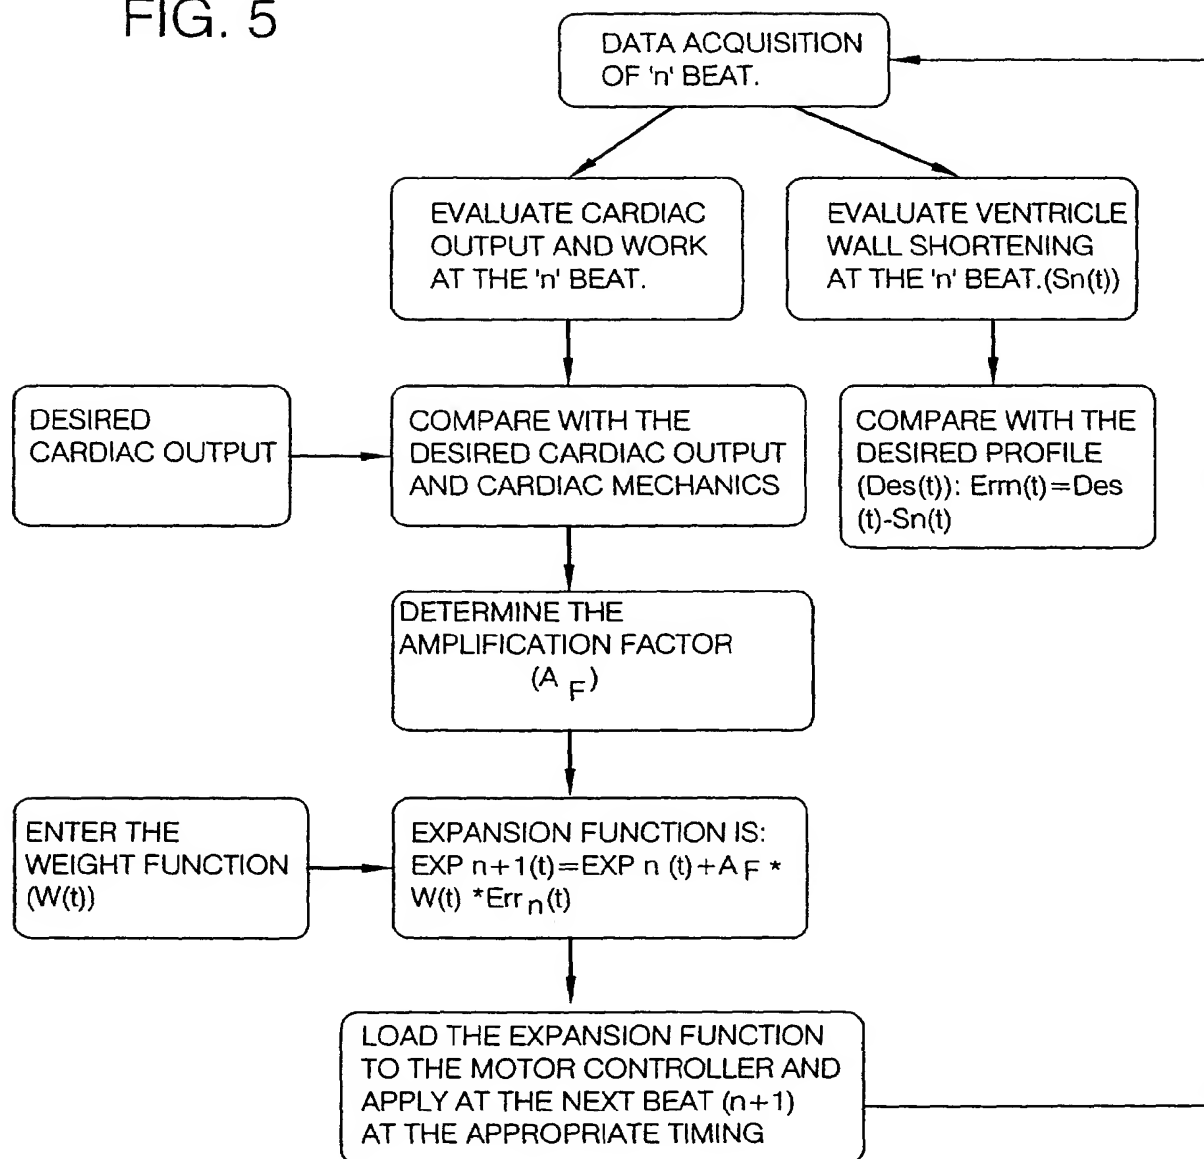 FIG. 5
DATA ACQUISITION
OF 'n' BEAT.
EVALUATE CARDIAC
OUTPUT AND WORK
AT THE 'n' BEAT.
EVALUATE VENTRICLE
WALL SHORTENING
AT THE 'n' BEAT.(Sn(t))
DESIRED
CARDIAC OUTPUT
COMPARE WITH THE
DESIRED CARDIAC OUTPUT
AND CARDIAC MECHANICS
COMPARE WITH THE
DESIRED PROFILE
(Des(t)): Erm(t)=Des
(t)-Sn(t)
DETERMINE THE
AMPLIFICATION FACTOR
(A F)
ENTER THE
WEIGHT FUNCTION
(W(t))
EXPANSION FUNCTION IS:
EXP n+1(t)=EXP n (t)+A F *
W(t) *Err n(t)
LOAD THE EXPANSION FUNCTION
TO THE MOTOR CONTROLLER AND
APPLY AT THE NEXT BEAT (n+1)
AT THE APPROPRIATE TIMING